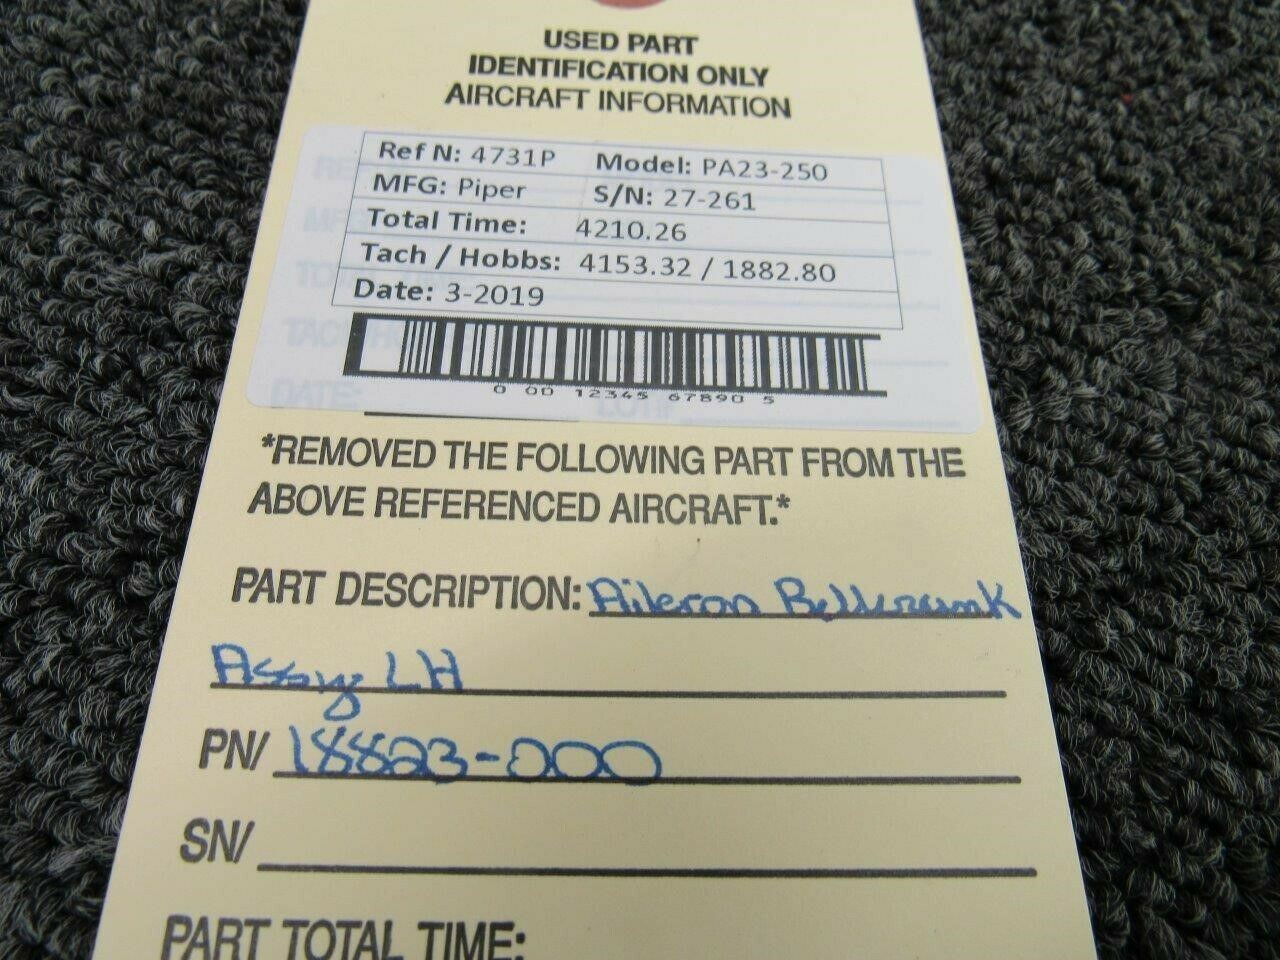 USED PART
IDENTIFICATION ONLY
AIRCRAFT INFORMATION
Ref N: 4731P Model: PA23-250
MFG: Piper S/N: 27-261
Total Time: 4210.26
Tach / Hobbs: 4153.32 / 1882.80
Date: 3-2019
0 00 12345 67890 5
DATE: LOT#
*REMOVED THE FOLLOWING PART FROM THE
ABOVE REFERENCED AIRCRAFT.*
PART DESCRIPTION: Aileron Bellcrank
Assy LH
PN/ 18823-000
SN/
PART TOTAL TIME: